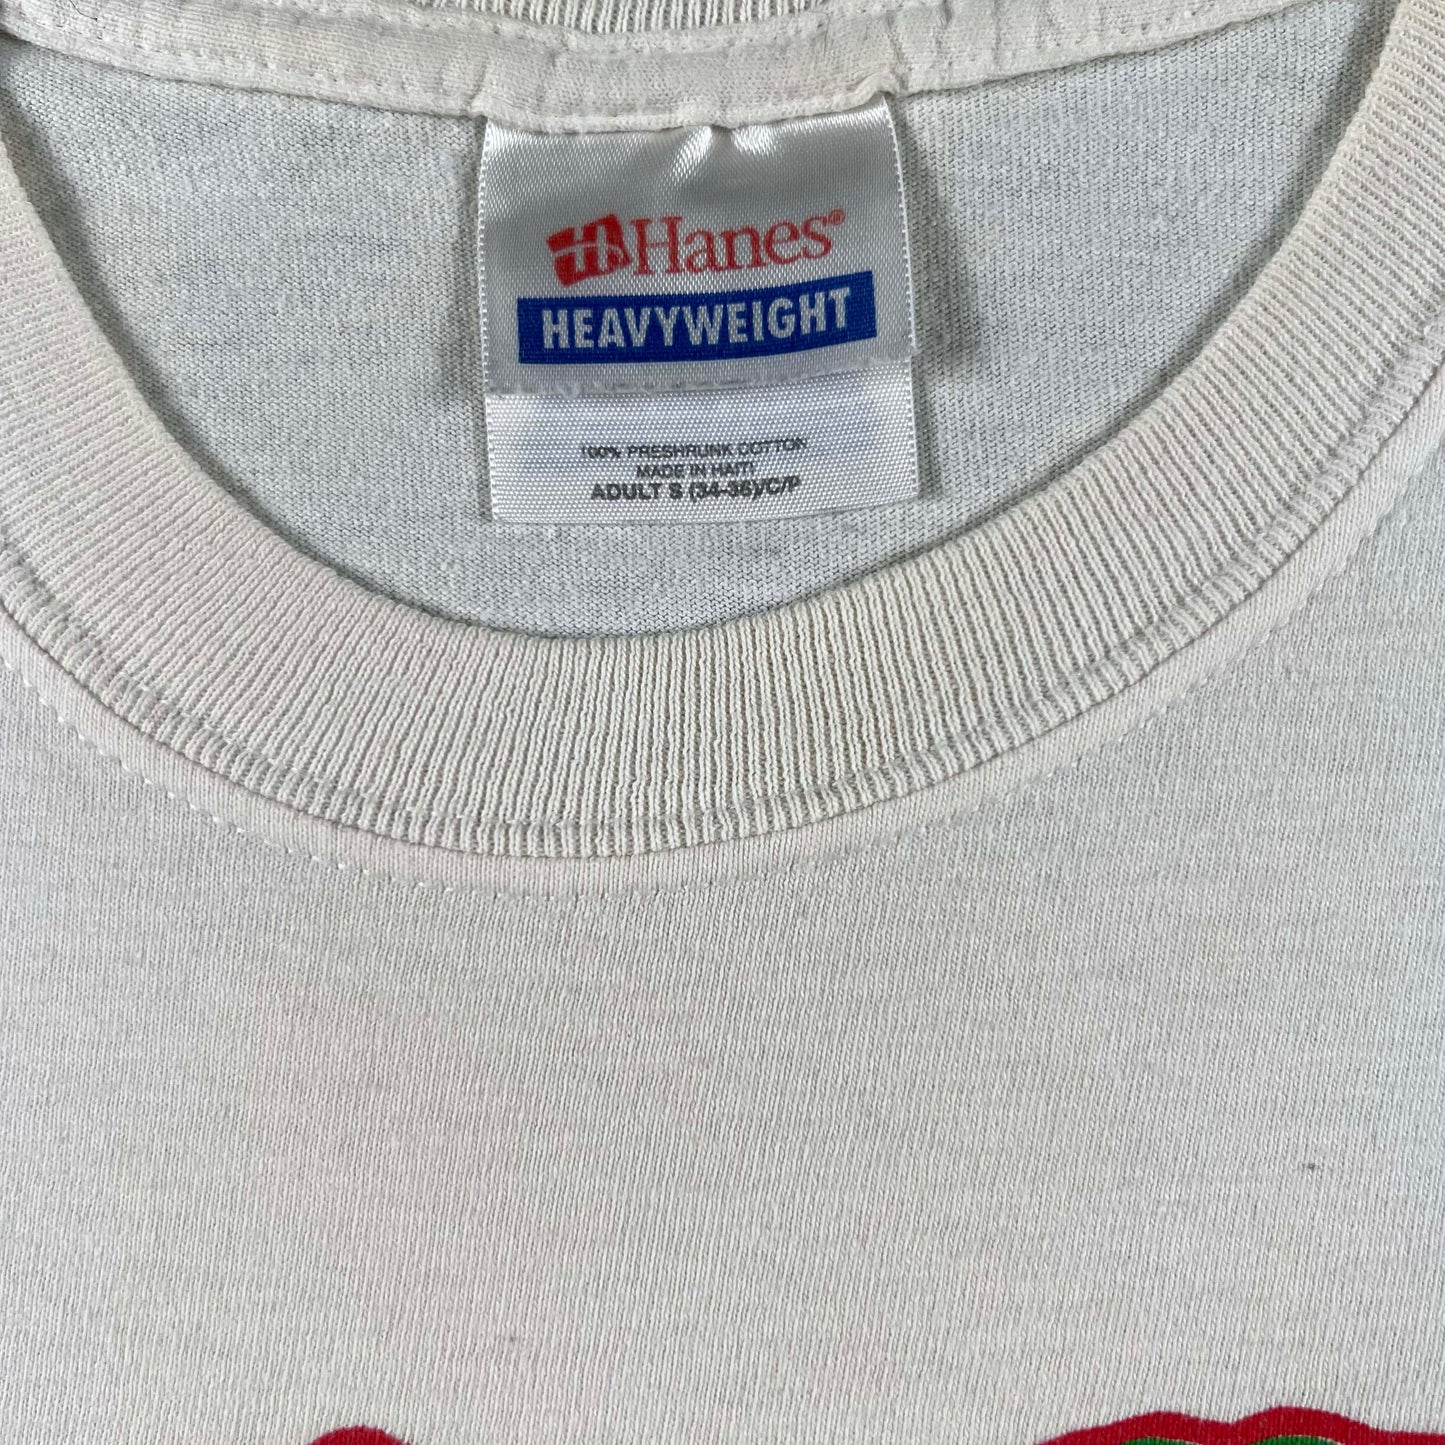 Hanes®
HEAVYWEIGHT
100% PRESHRUNK COTTON
MADE IN HAITI
ADULT S (34-36)/C/P